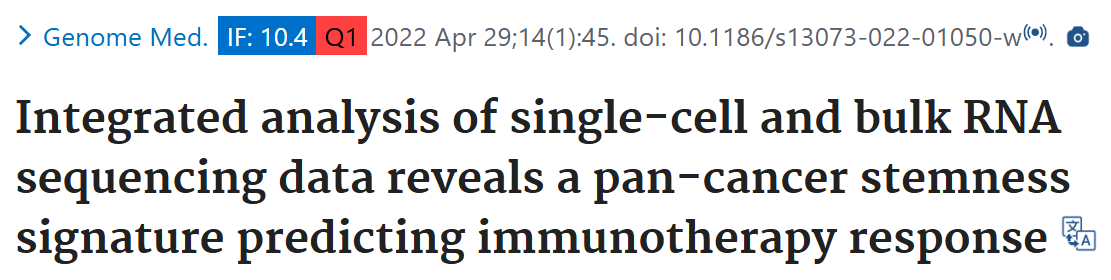 Genome Med. IF: 10.4 Q1 2022 Apr 29;14(1):45. doi: 10.1186/s13073-022-01050-w.
Integrated analysis of single-cell and bulk RNA
sequencing data reveals a pan-cancer stemness
signature predicting immunotherapy response